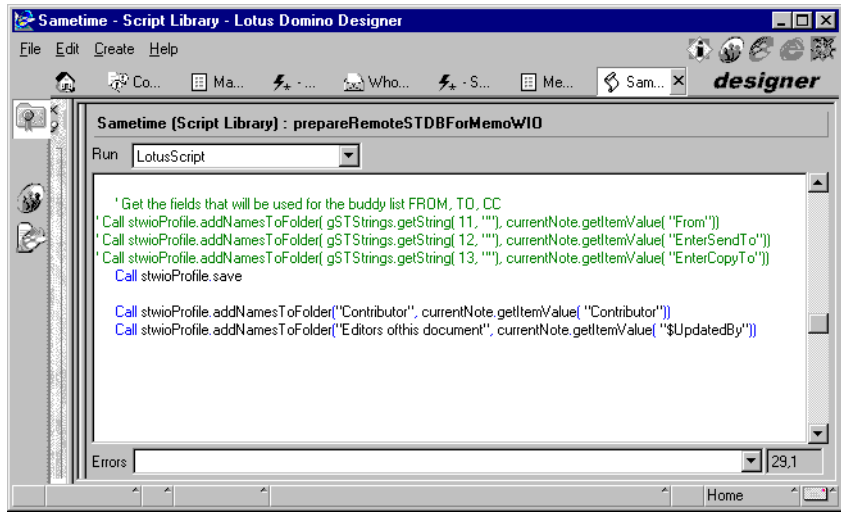 Sametime - Script Library - Lotus Domino Designer
File Edit Create Help
Co... Ma... - ... Who... - S... Me... Sam... designer
Sametime (Script Library) : prepareRemoteSTDBForMemoWIO
Run LotusScript
' Get the fields that will be used for the buddy list FROM, TO, CC
' Call stwioProfile.addNamesToFolder( gSTStrings.getString( 11, ""), currentNote.getItemValue( "From"))
' Call stwioProfile.addNamesToFolder( gSTStrings.getString( 12, ""), currentNote.getItemValue( "EnterSendTo"))
' Call stwioProfile.addNamesToFolder( gSTStrings.getString( 13, ""), currentNote.getItemValue( "EnterCopyTo"))
Call stwioProfile.save
Call stwioProfile.addNamesToFolder("Contributor", currentNote.getItemValue( "Contributor"))
Call stwioProfile.addNamesToFolder("Editors ofthis document", currentNote.getItemValue( "$UpdatedBy"))
Errors 29,1
Home